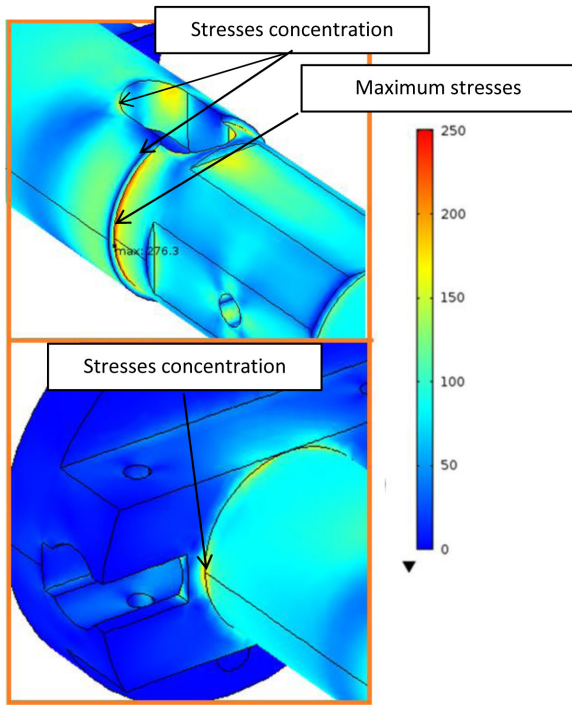 Stresses concentration
Maximum stresses
max: 276.3
250
200
150
100
50
0
Stresses concentration